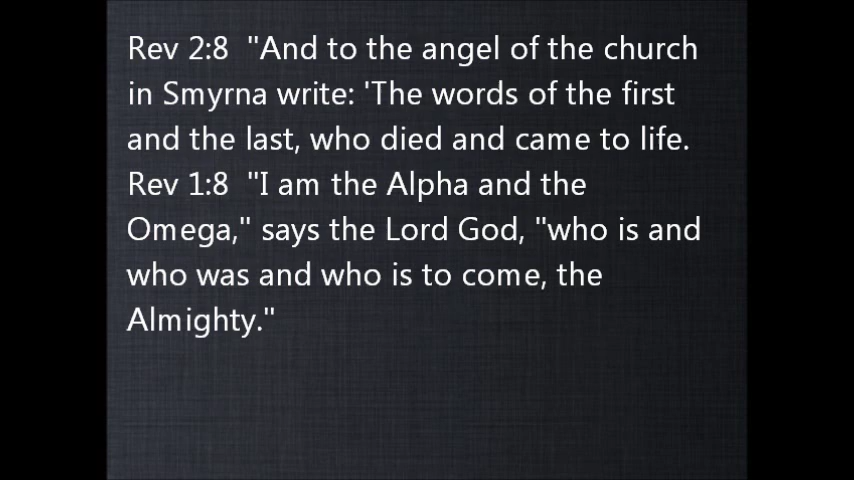 Rev 2:8  "And to the angel of the church
in Smyrna write: 'The words of the first
and the last, who died and came to life.
Rev 1:8  "I am the Alpha and the
Omega," says the Lord God, "who is and
who was and who is to come, the
Almighty."